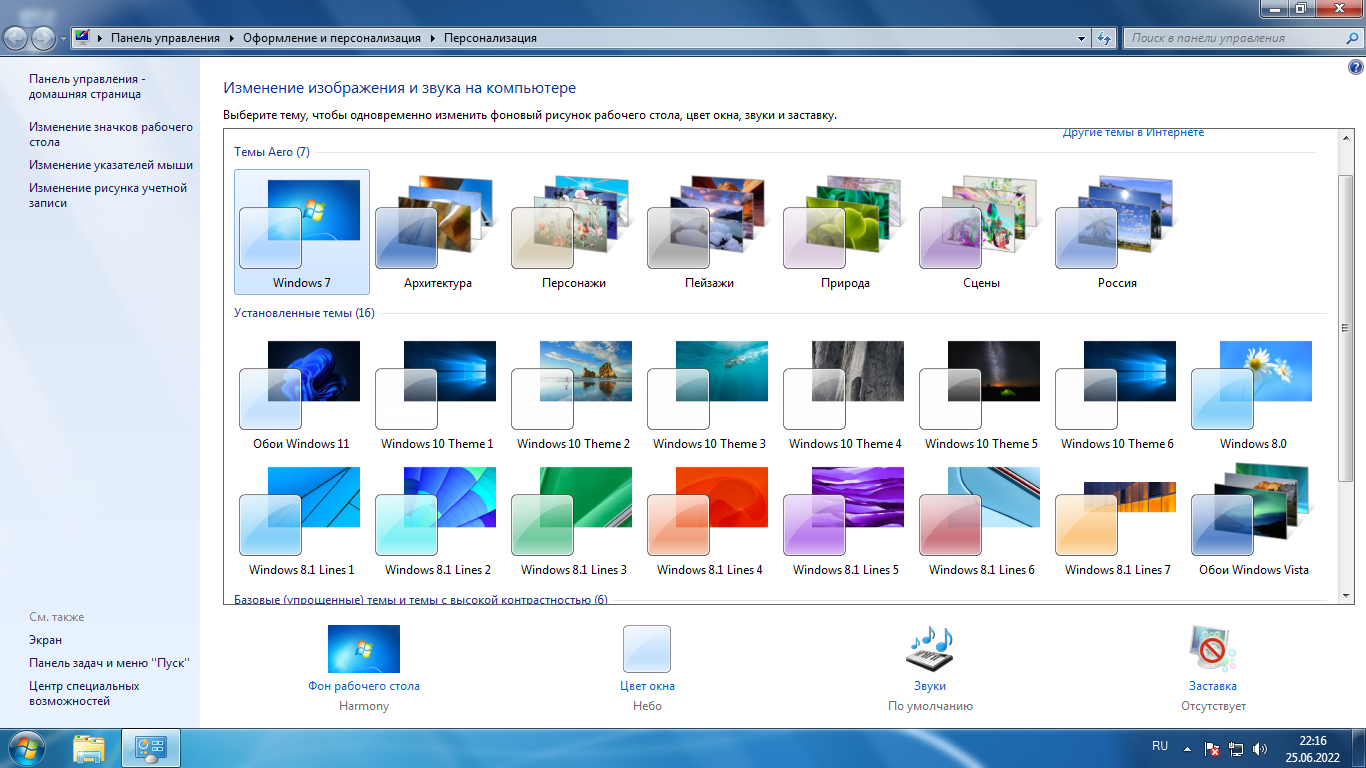 Панель управления
Оформление и персонализация
Персонализация
Поиск в панели управления
Панель управления -
домашняя страница
Изменение значков рабочего
стола
Изменение указателей мыши
Изменение рисунка учетной
записи
Изменение изображения и звука на компьютере
Выберите тему, чтобы одновременно изменить фоновый рисунок рабочего стола, цвет окна, звуки и заставку.
Другие темы в Интернете
Темы Aero (7)
Windows 7
Архитектура
Персонажи
Пейзажи
Природа
Сцены
Россия
Установленные темы (16)
Обои Windows 11
Windows 10 Theme 1
Windows 10 Theme 2
Windows 10 Theme 3
Windows 10 Theme 4
Windows 10 Theme 5
Windows 10 Theme 6
Windows 8.0
Windows 8.1 Lines 1
Windows 8.1 Lines 2
Windows 8.1 Lines 3
Windows 8.1 Lines 4
Windows 8.1 Lines 5
Windows 8.1 Lines 6
Windows 8.1 Lines 7
Обои Windows Vista
Базовые (упрощенные) темы и темы с высокой контрастностью (6)
См. также
Экран
Панель задач и меню ''Пуск''
Центр специальных
возможностей
Фон рабочего стола
Harmony
Цвет окна
Небо
Звуки
По умолчанию
Заставка
Отсутствует
RU
22:16
25.06.2022